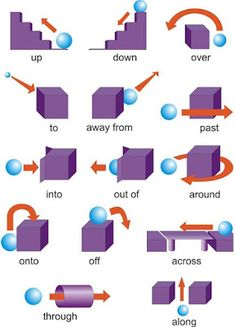 up down over
to away from past
into out of around
onto off across
through along